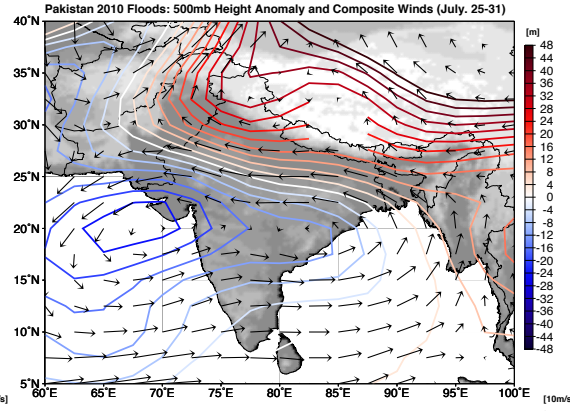 Pakistan 2010 Floods: 500mb Height Anomaly and Composite Winds (July. 25-31)
[m]
40°N
35°N
30°N
25°N
20°N
15°N
10°N
5°N
60°E 65°E 70°E 75°E 80°E 85°E 90°E 95°E 100°E
48
44
40
36
32
28
24
20
16
12
8
4
0
-4
-8
-12
-16
-20
-24
-28
-32
-36
-40
-44
-48
/s]
[10m/s